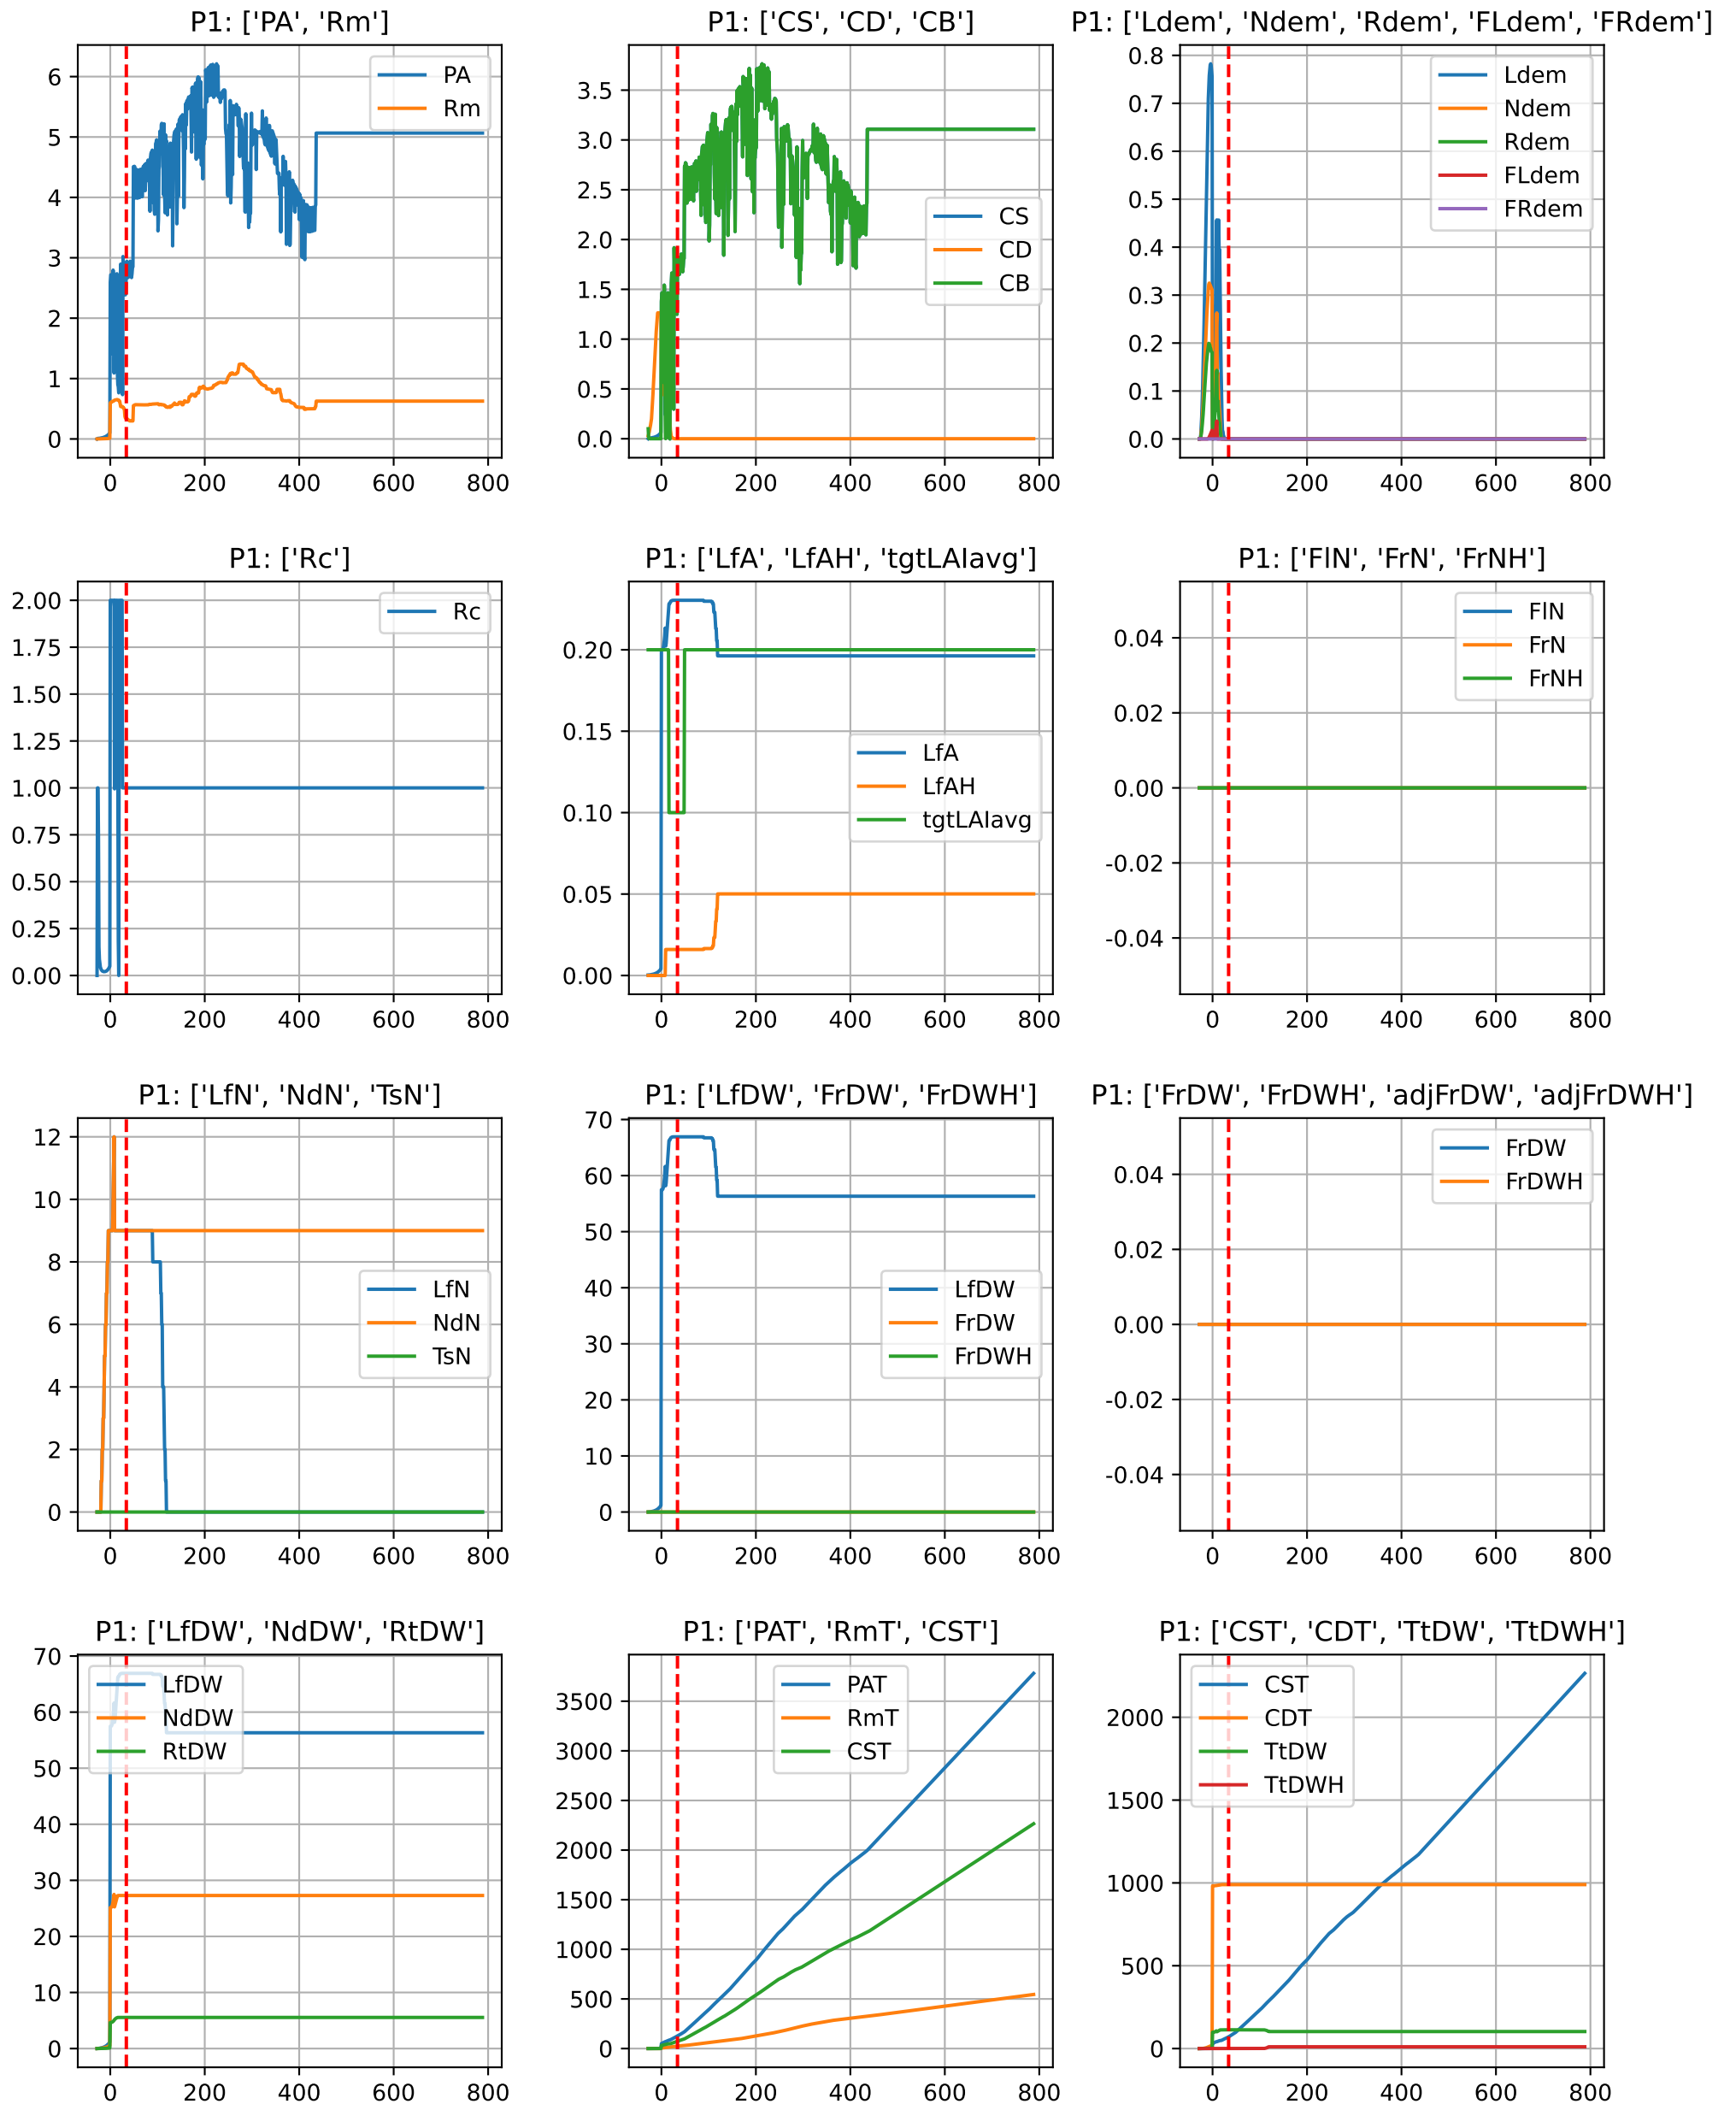 P1: ['PA', 'Rm']
6
5
4
3
2
1
0
0 200 400 600 800
PA
Rm
P1: ['CS', 'CD', 'CB']
3.5
3.0
2.5
2.0
1.5
1.0
0.5
0.0
0 200 400 600 800
CS
CD
CB
P1: ['Ldem', 'Ndem', 'Rdem', 'FLdem', 'FRdem']
0.8
0.7
0.6
0.5
0.4
0.3
0.2
0.1
0.0
0 200 400 600 800
Ldem
Ndem
Rdem
FLdem
FRdem
P1: ['Rc']
2.00
1.75
1.50
1.25
1.00
0.75
0.50
0.25
0.00
0 200 400 600 800
Rc
P1: ['LfA', 'LfAH', 'tgtLAIavg']
0.20
0.15
0.10
0.05
0.00
0 200 400 600 800
LfA
LfAH
tgtLAIavg
P1: ['FlN', 'FrN', 'FrNH']
0.04
0.02
0.00
-0.02
-0.04
0 200 400 600 800
FlN
FrN
FrNH
P1: ['LfN', 'NdN', 'TsN']
12
10
8
6
4
2
0
0 200 400 600 800
LfN
NdN
TsN
P1: ['LfDW', 'FrDW', 'FrDWH']
70
60
50
40
30
20
10
0
0 200 400 600 800
LfDW
FrDW
FrDWH
P1: ['FrDW', 'FrDWH', 'adjFrDW', 'adjFrDWH']
0.04
0.02
0.00
-0.02
-0.04
0 200 400 600 800
FrDW
FrDWH
P1: ['LfDW', 'NdDW', 'RtDW']
70
60
50
40
30
20
10
0
0 200 400 600 800
LfDW
NdDW
RtDW
P1: ['PAT', 'RmT', 'CST']
3500
3000
2500
2000
1500
1000
500
0
0 200 400 600 800
PAT
RmT
CST
P1: ['CST', 'CDT', 'TtDW', 'TtDWH']
2000
1500
1000
500
0
0 200 400 600 800
CST
CDT
TtDW
TtDWH